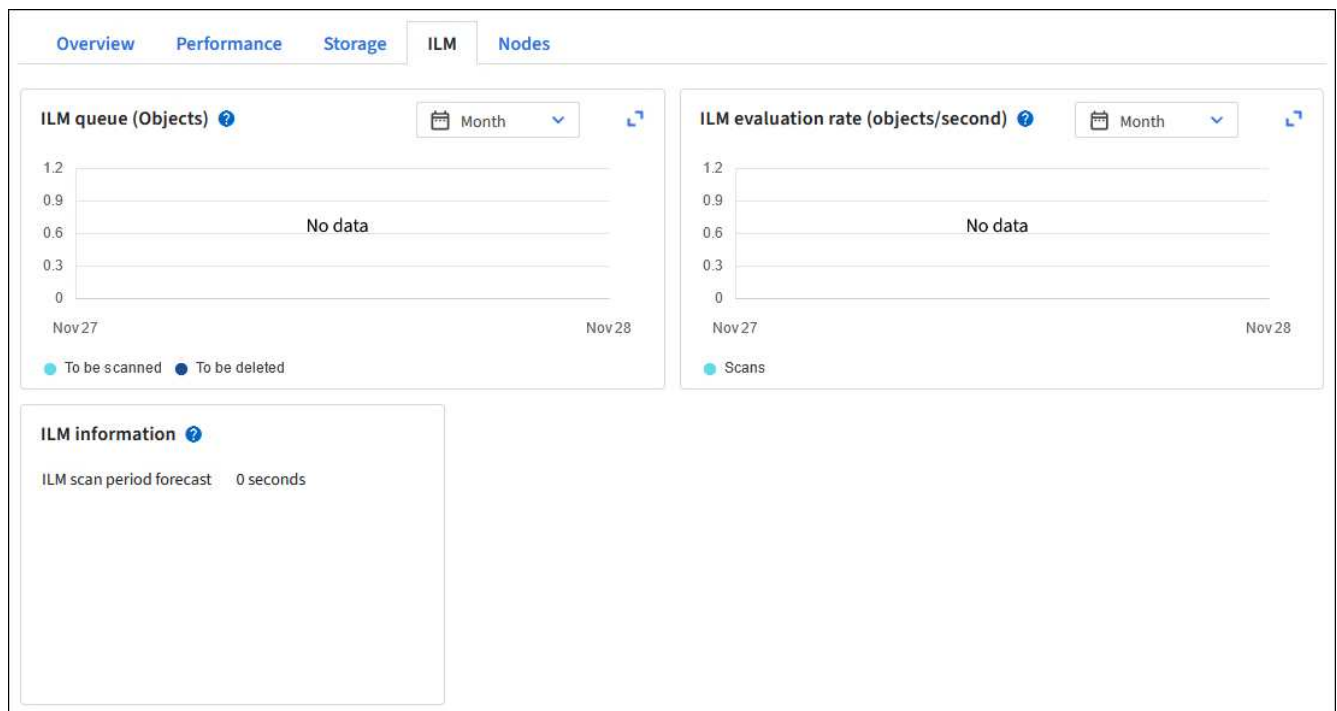 Overview Performance Storage ILM Nodes
ILM queue (Objects) ? Month
1.2
0.9
0.6
0.3
0
No data
Nov 27 Nov 28
To be scanned To be deleted
ILM evaluation rate (objects/second) ? Month
1.2
0.9
0.6
0.3
0
No data
Nov 27 Nov 28
Scans
ILM information ?
ILM scan period forecast 0 seconds